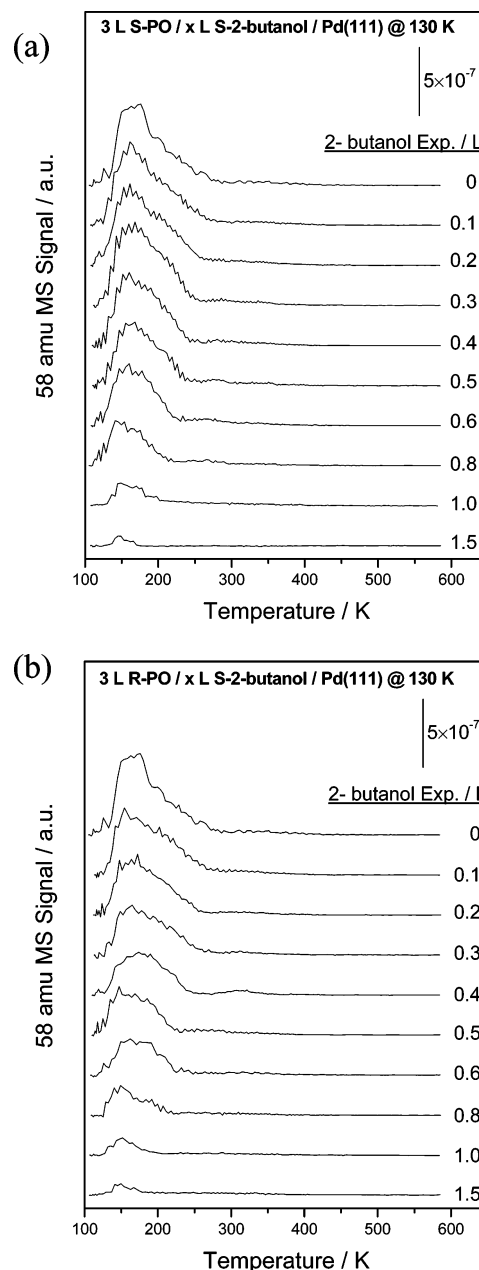 (a)
3 L S-PO / x L S-2-butanol / Pd(111) @ 130 K
5×10⁻⁷
2- butanol Exp. / L
0
0.1
0.2
0.3
0.4
0.5
0.6
0.8
1.0
1.5
58 amu MS Signal / a.u.
100 200 300 400 500 600
Temperature / K
(b)
3 L R-PO / x L S-2-butanol / Pd(111) @ 130 K
5×10⁻⁷
2- butanol Exp. / L
0
0.1
0.2
0.3
0.4
0.5
0.6
0.8
1.0
1.5
58 amu MS Signal / a.u.
100 200 300 400 500 600
Temperature / K